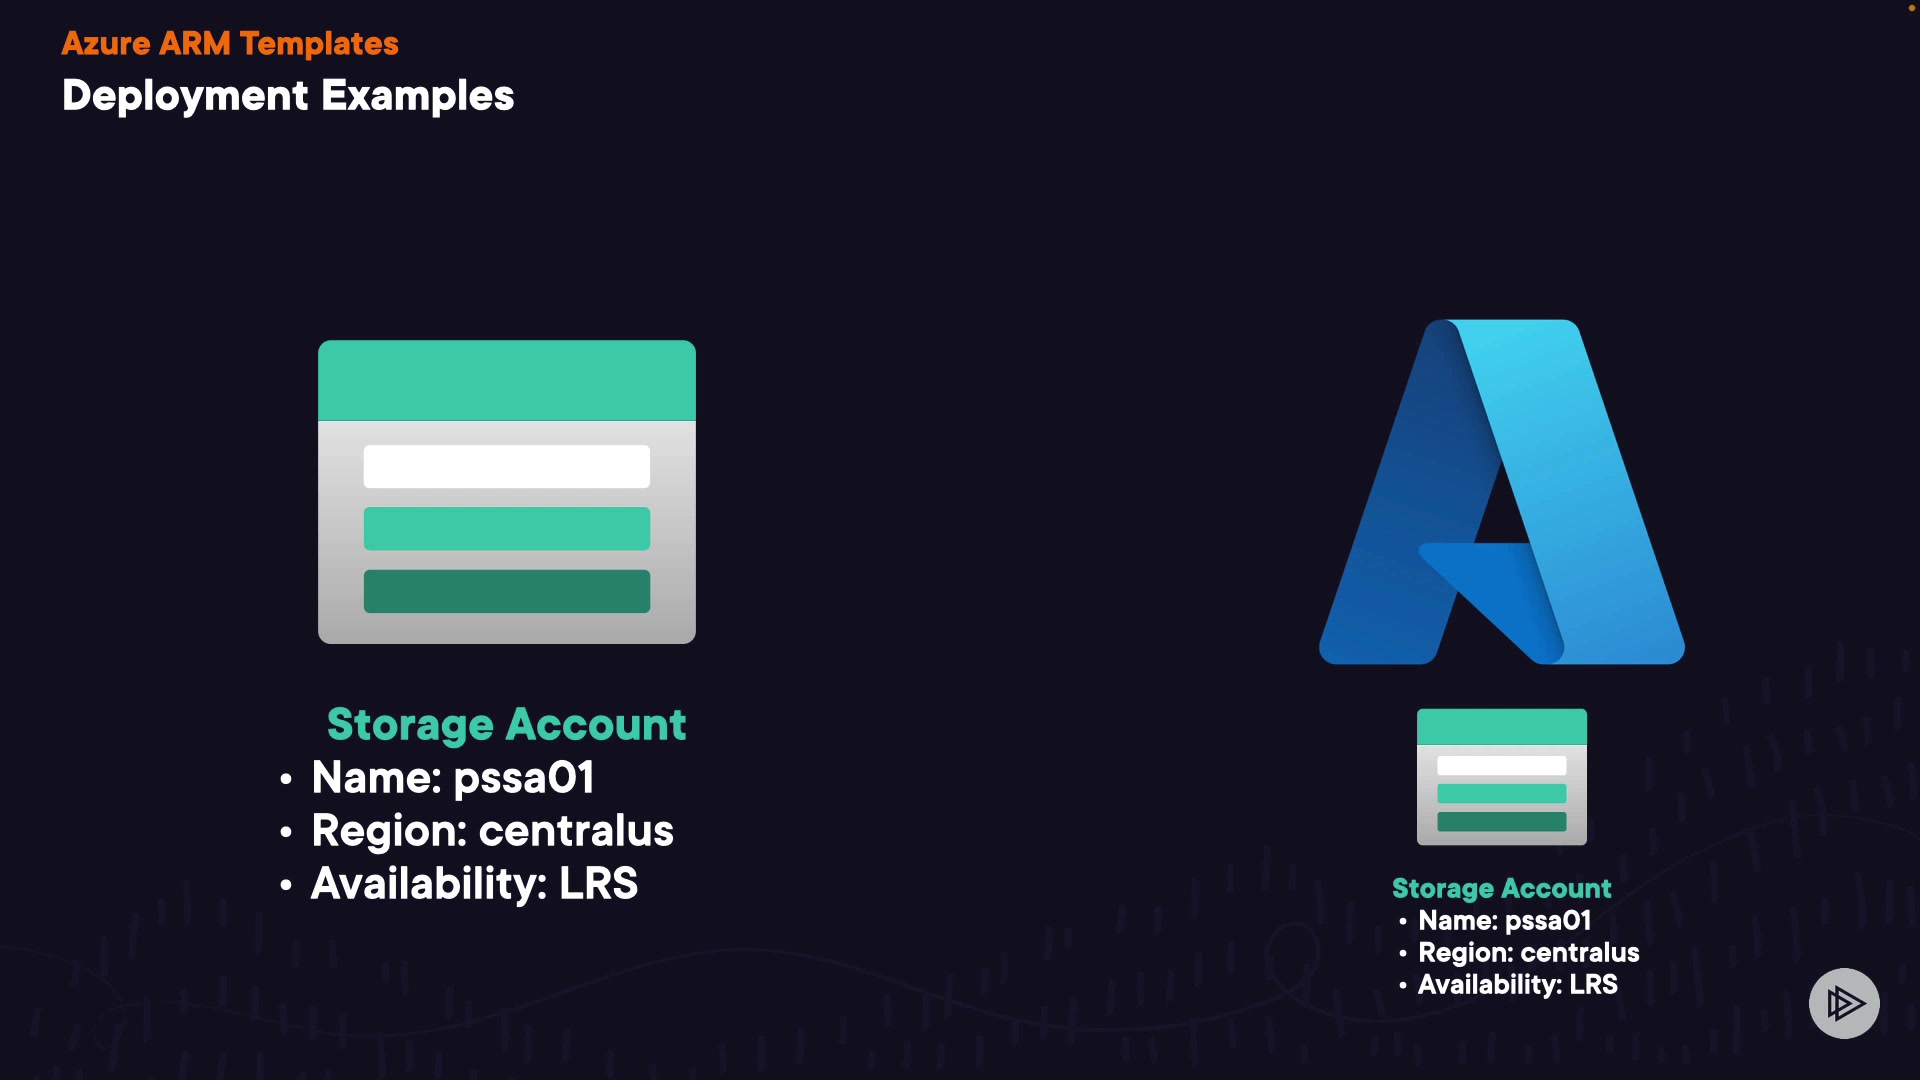 Azure ARM Templates
Deployment Examples
Storage Account
• Name: pssa01
• Region: centralus
• Availability: LRS
Storage Account
• Name: pssa01
• Region: centralus
• Availability: LRS